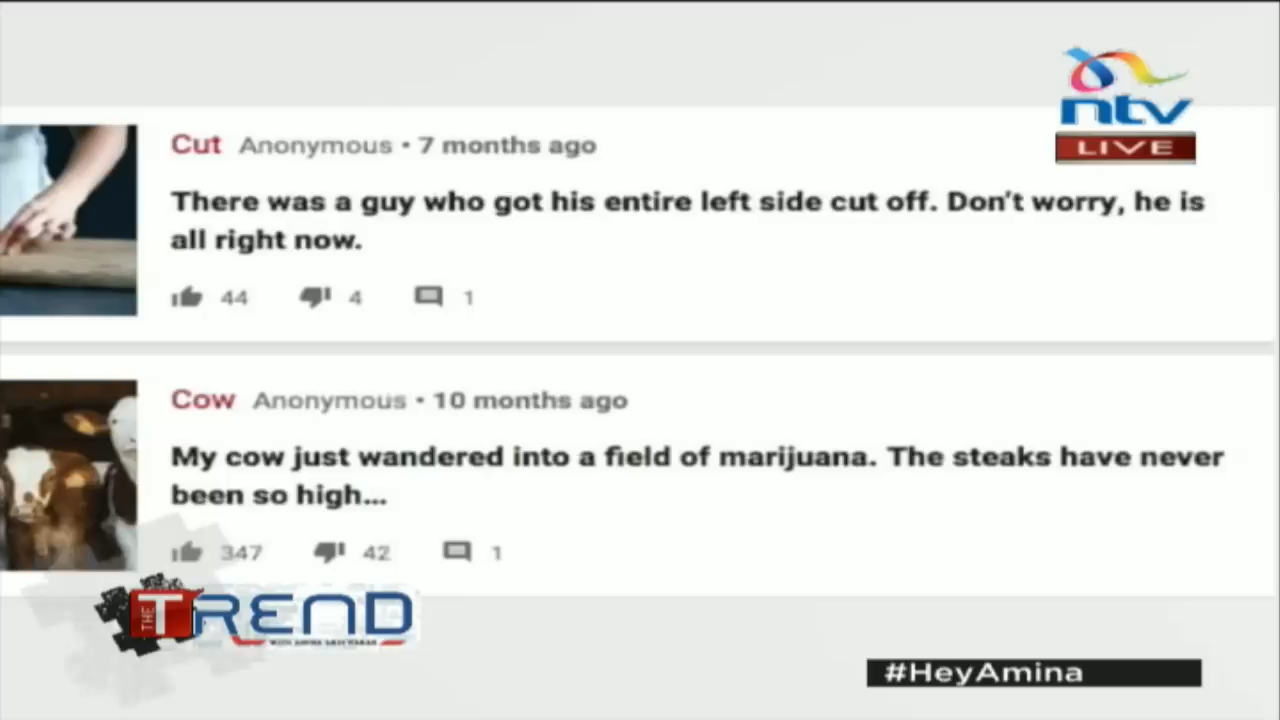 ntv
LIVE
Cut Anonymous • 7 months ago
There was a guy who got his entire left side cut off. Don't worry, he is
all right now.
44 4 1
Cow Anonymous • 10 months ago
My cow just wandered into a field of marijuana. The steaks have never
been so high...
347 42 1
THE TREND
#HeyAmina